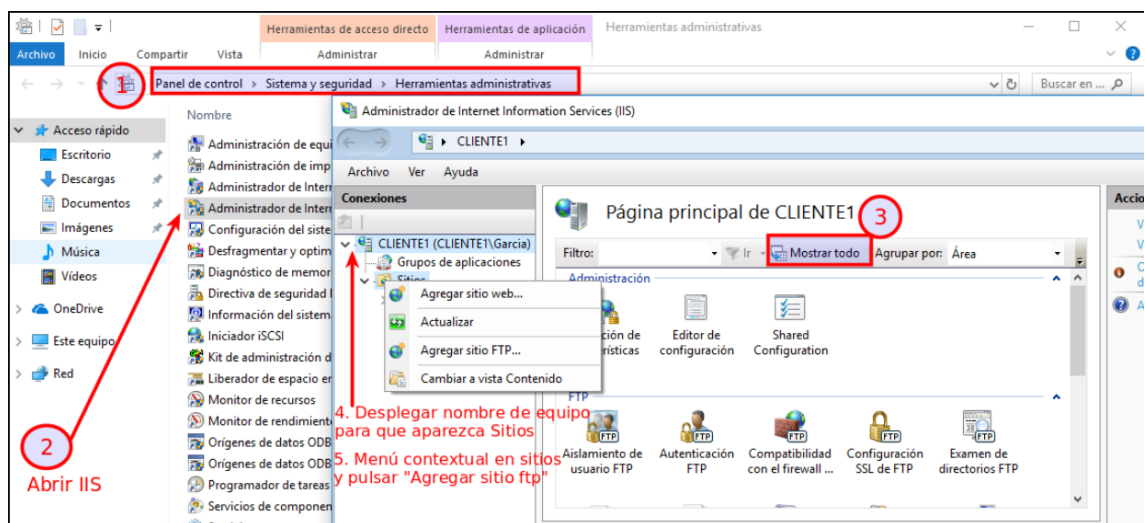 Herramientas de acceso directo
Herramientas de aplicación
Herramientas administrativas
Archivo
Inicio
Compartir
Vista
Administrar
Administrar
1
Panel de control > Sistema y seguridad > Herramientas administrativas
Buscar en ...
Nombre
Acceso rápido
Escritorio
Descargas
Documentos
Imágenes
Música
Vídeos
OneDrive
Este equipo
Red
2
Abrir IIS
Administración de equi
Administración de imp
Administrador de Inter
Administrador de Inter
Configuración del siste
Desfragmentar y optim
Diagnóstico de memor
Directiva de seguridad l
Información del sistem
Iniciador iSCSI
Kit de administración d
Liberador de espacio en
Monitor de recursos
Monitor de rendimient
Orígenes de datos ODB
Orígenes de datos ODB
Programador de tareas
Servicios de componen
Administrador de Internet Information Services (IIS)
CLIENTE1
Archivo
Ver
Ayuda
Conexiones
CLIENTE1 (CLIENTE1\Garcia)
Grupos de aplicaciones
Sitios
Agregar sitio web...
Actualizar
Agregar sitio FTP...
Cambiar a vista Contenido
4. Desplegar nombre de equipo
para que aparezca Sitios
5. Menú contextual en sitios
y pulsar "Agregar sitio ftp"
Página principal de CLIENTE1
3
Filtro:
Ir
Mostrar todo
Agrupar por:
Área
Administración
ción de
rísticas
Editor de
configuración
Shared
Configuration
FTP
Aislamiento de
usuario FTP
Autenticación
FTP
Compatibilidad
con el firewall ...
Configuración
SSL de FTP
Examen de
directorios FTP
Accio